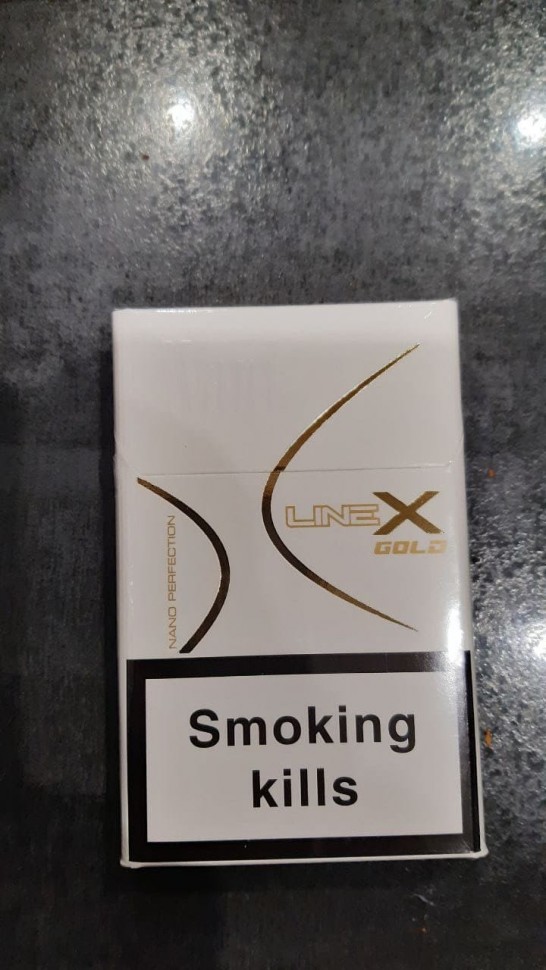 LINE X
GOLD
NANO PERFECTION
Smoking
kills